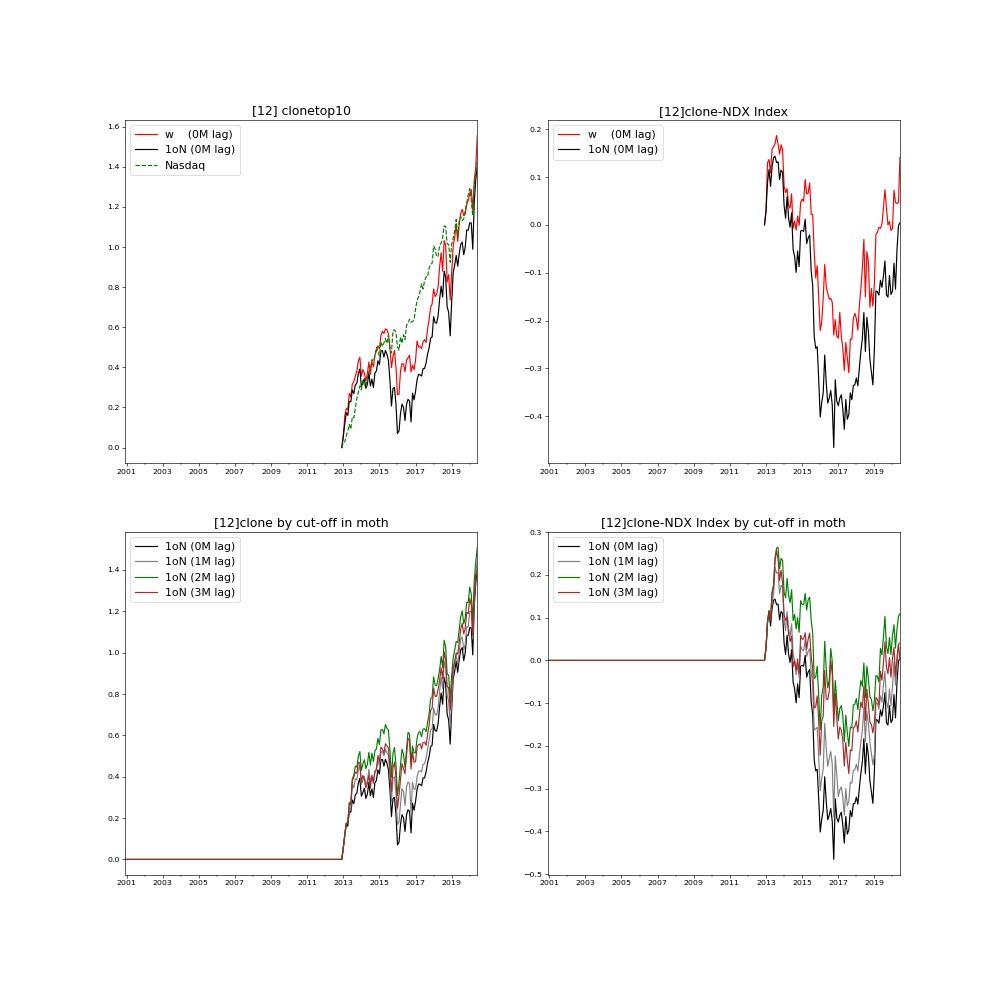 [12] clonetop10
w    (0M lag)
1oN (0M lag)
Nasdaq
1.6
1.4
1.2
1.0
0.8
0.6
0.4
0.2
0.0
2001 2003 2005 2007 2009 2011 2013 2015 2017 2019
[12]clone-NDX Index
w    (0M lag)
1oN (0M lag)
0.2
0.1
0.0
−0.1
−0.2
−0.3
−0.4
2001 2003 2005 2007 2009 2011 2013 2015 2017 2019
[12]clone by cut-off in moth
1oN (0M lag)
1oN (1M lag)
1oN (2M lag)
1oN (3M lag)
1.4
1.2
1.0
0.8
0.6
0.4
0.2
0.0
2001 2003 2005 2007 2009 2011 2013 2015 2017 2019
[12]clone-NDX Index by cut-off in moth
1oN (0M lag)
1oN (1M lag)
1oN (2M lag)
1oN (3M lag)
0.3
0.2
0.1
0.0
−0.1
−0.2
−0.3
−0.4
−0.5
2001 2003 2005 2007 2009 2011 2013 2015 2017 2019